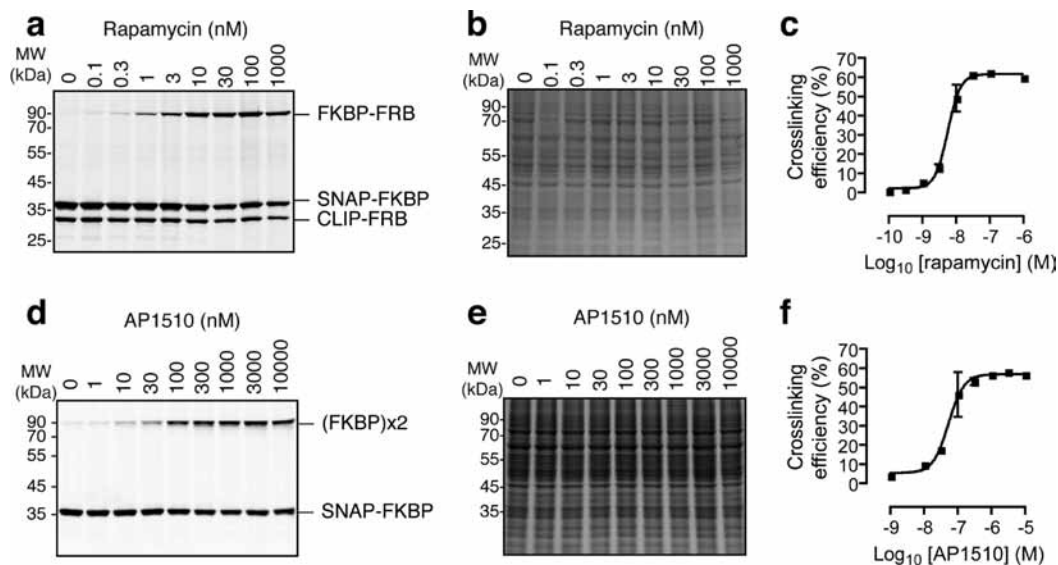 a
Rapamycin (nM)
MW
(kDa)
0 0.1 0.3 1 3 10 30 100 1000
90-
70-
55-
45-
35-
25-
FKBP-FRB
SNAP-FKBP
CLIP-FRB
b
Rapamycin (nM)
MW
(kDa)
0 0.1 0.3 1 3 10 30 100 1000
90-
70-
55-
45-
35-
25-
c
Crosslinking
efficiency (%)
70
60
50
40
30
20
10
0
-10 -9 -8 -7 -6
Log10 [rapamycin] (M)
d
AP1510 (nM)
MW
(kDa)
0 1 10 30 100 300 1000 3000 10000
90-
70-
55-
45-
35-
(FKBP)x2
SNAP-FKBP
e
AP1510 (nM)
MW
(kDa)
0 1 10 30 100 300 1000 3000 10000
90-
70-
55-
45-
35-
f
Crosslinking
efficiency (%)
70
60
50
40
30
20
10
0
-9 -8 -7 -6 -5
Log10 [AP1510] (M)